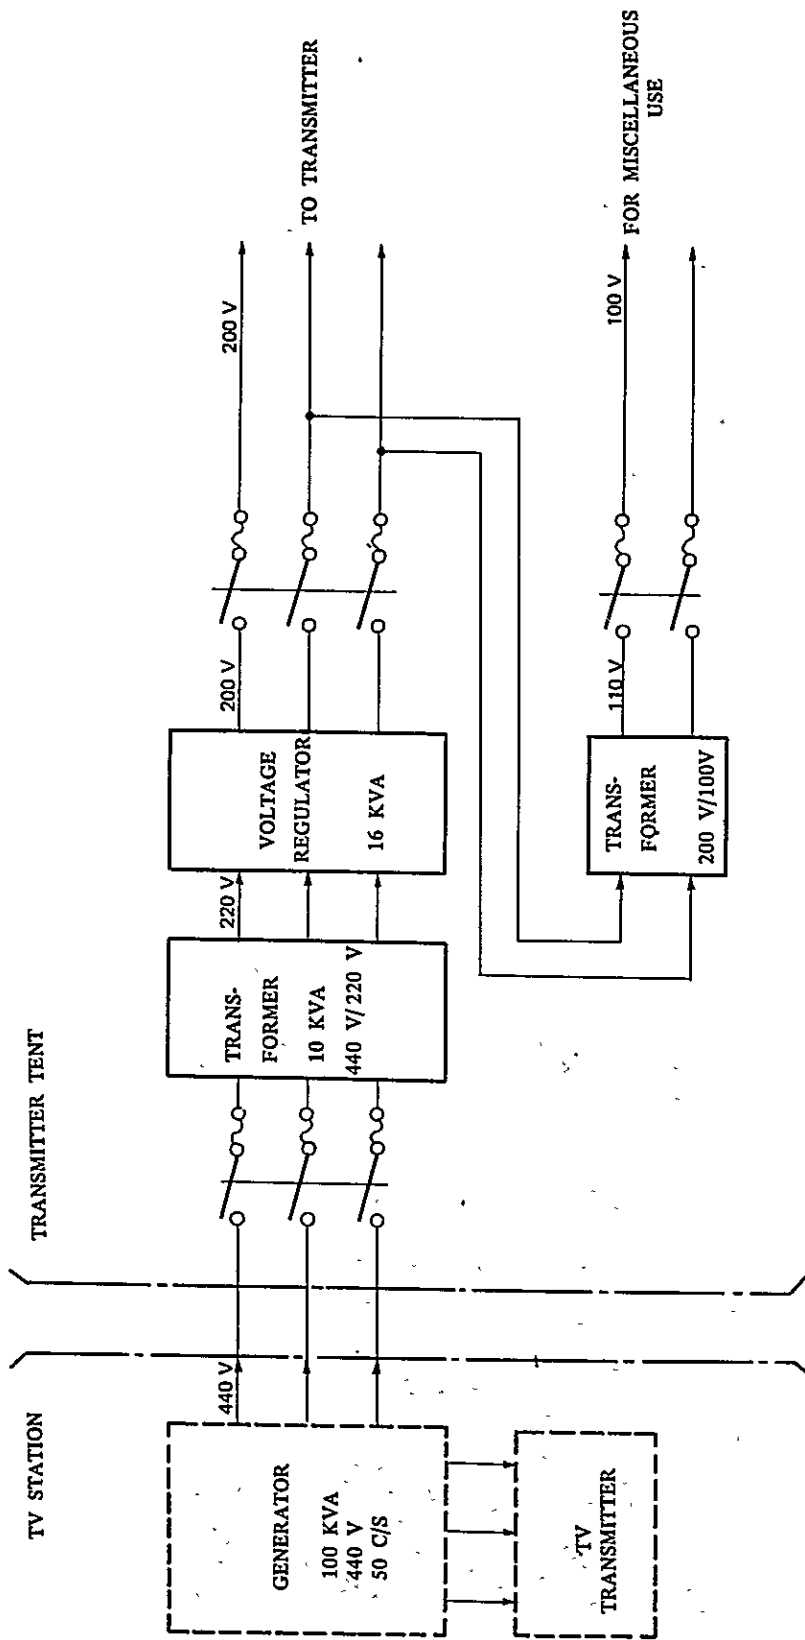 TV STATION
TRANSMITTER TENT
GENERATOR
100 KVA
440 V
50 C/S
440 V
TRANS-
FORMER
10 KVA
440 V/220 V
220 V
VOLTAGE
REGULATOR
16 KVA
200 V
200 V
TO TRANSMITTER
TV
TRANSMITTER
TRANS-
FORMER
200 V/100V
110 V
100 V
FOR MISCELLANEOUS
USE